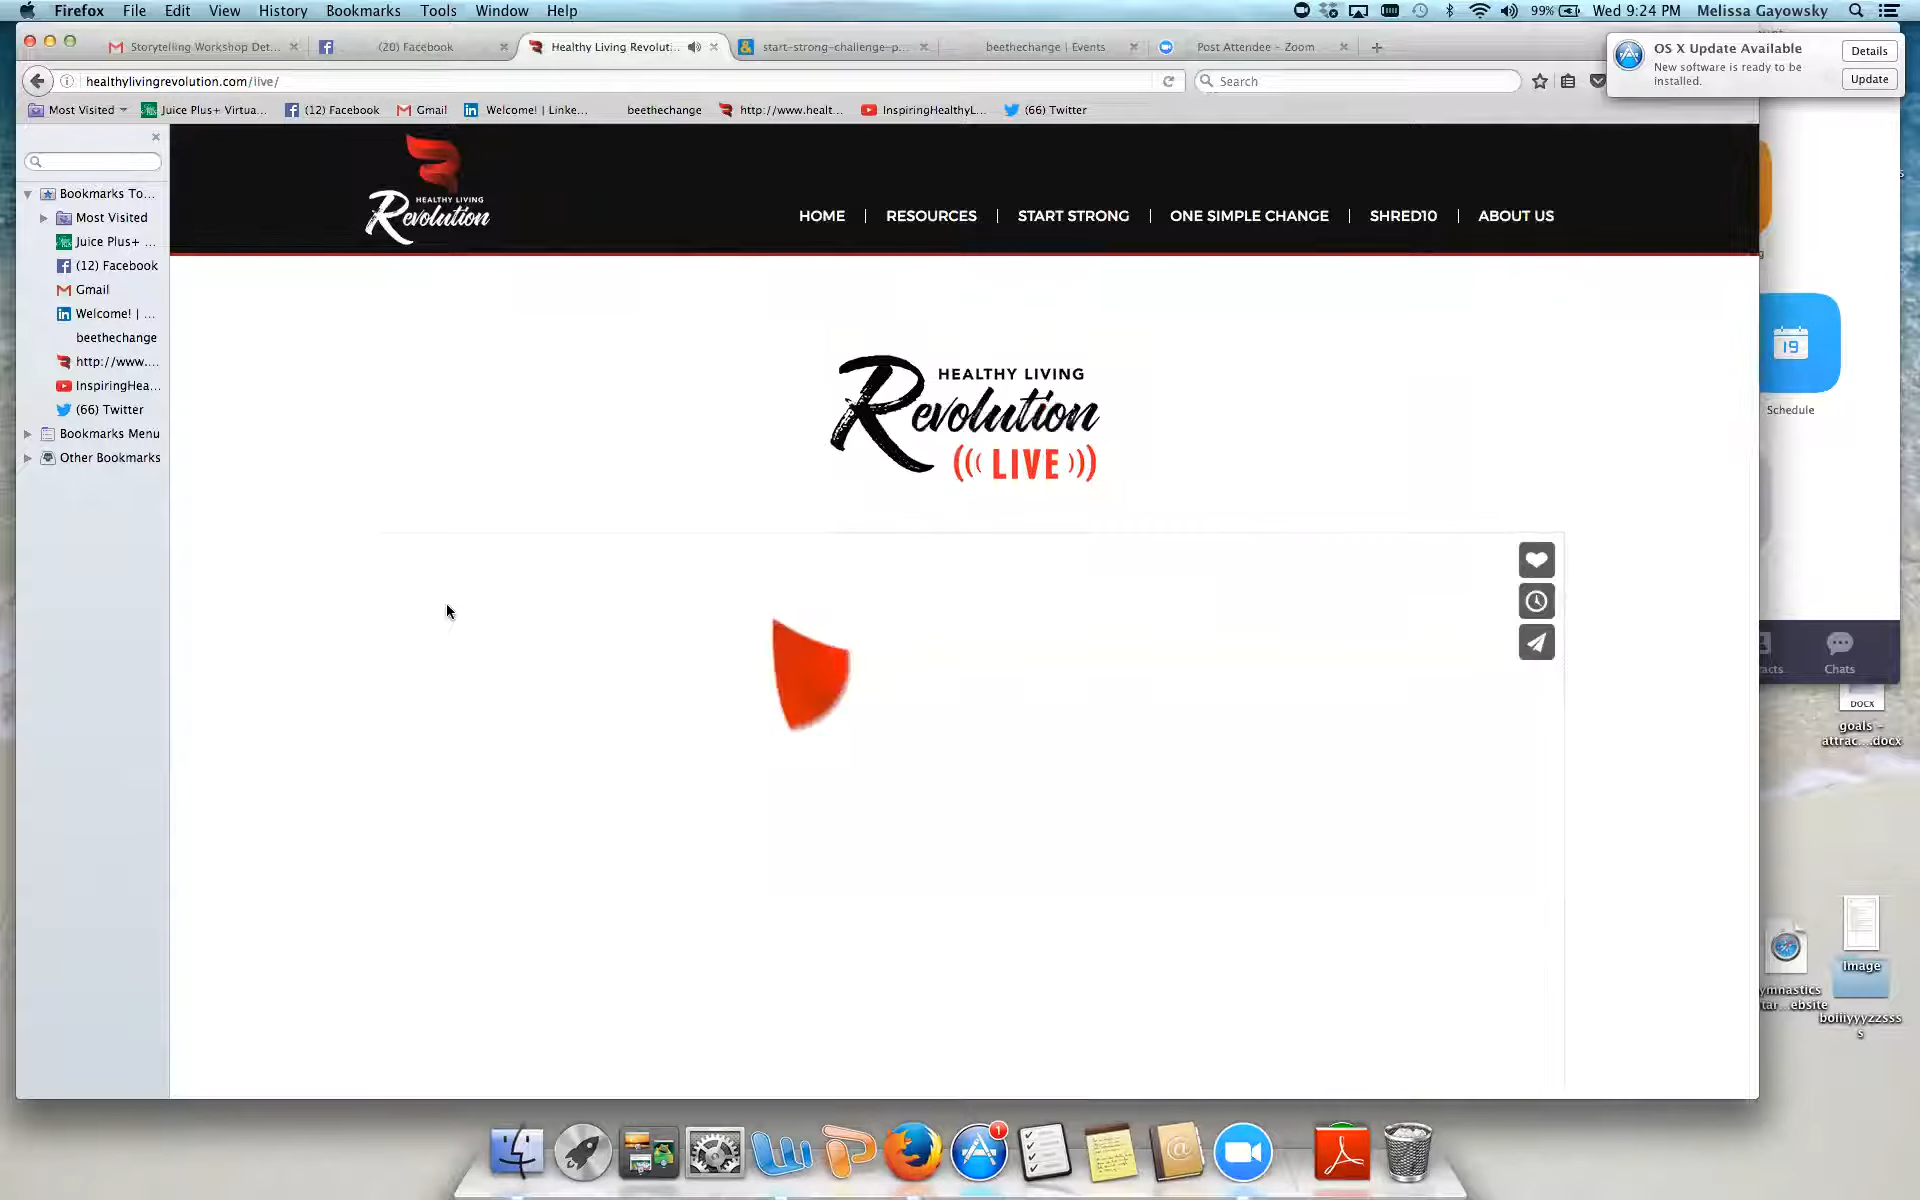 Firefox File Edit View History Bookmarks Tools Window Help
99% Wed 9:24 PM Melissa Gayowsky
Storytelling Workshop Det...
(20) Facebook
Healthy Living Revolut...
start-strong-challenge-p...
beethechange | Events
Post Attendee - Zoom
OS X Update Available
New software is ready to be
installed.
Details
Update
healthylivingrevolution.com/live/
Search
Most Visited
Juice Plus+ Virtua...
(12) Facebook
Gmail
Welcome! | Linke...
beethechange
http://www.healt...
InspiringHealthyL...
(66) Twitter
Bookmarks To...
Most Visited
Juice Plus+ ...
(12) Facebook
Gmail
Welcome! | ...
beethechange
http://www....
InspiringHea...
(66) Twitter
Bookmarks Menu
Other Bookmarks
HEALTHY LIVING
Revolution
HOME
RESOURCES
START STRONG
ONE SIMPLE CHANGE
SHRED10
ABOUT US
HEALTHY LIVING
Revolution
((( LIVE )))
19
Schedule
Chats
DOCX
goals -
attrac....docx
image
boiiiyyyzzsss
s
1